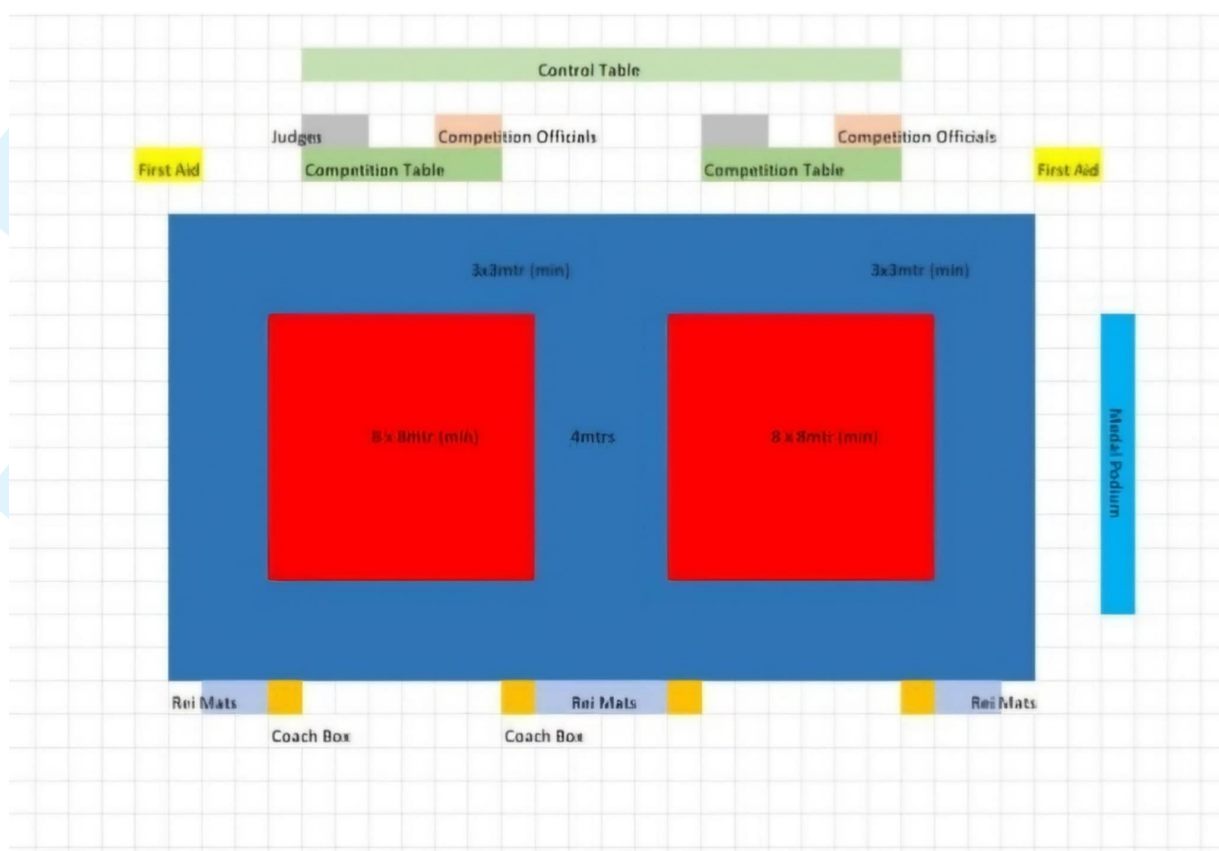 Control Table
Judges
Competition Officials
Competition Officials
First Aid
Competition Table
Competition Table
First Aid
3x3mtr (min)
3x3mtr (min)
8 x 8mtr (min)
4mtrs
8 x 8mtr (min)
Medal Podium
Rei Mats
Rei Mats
Rei Mats
Coach Box
Coach Box